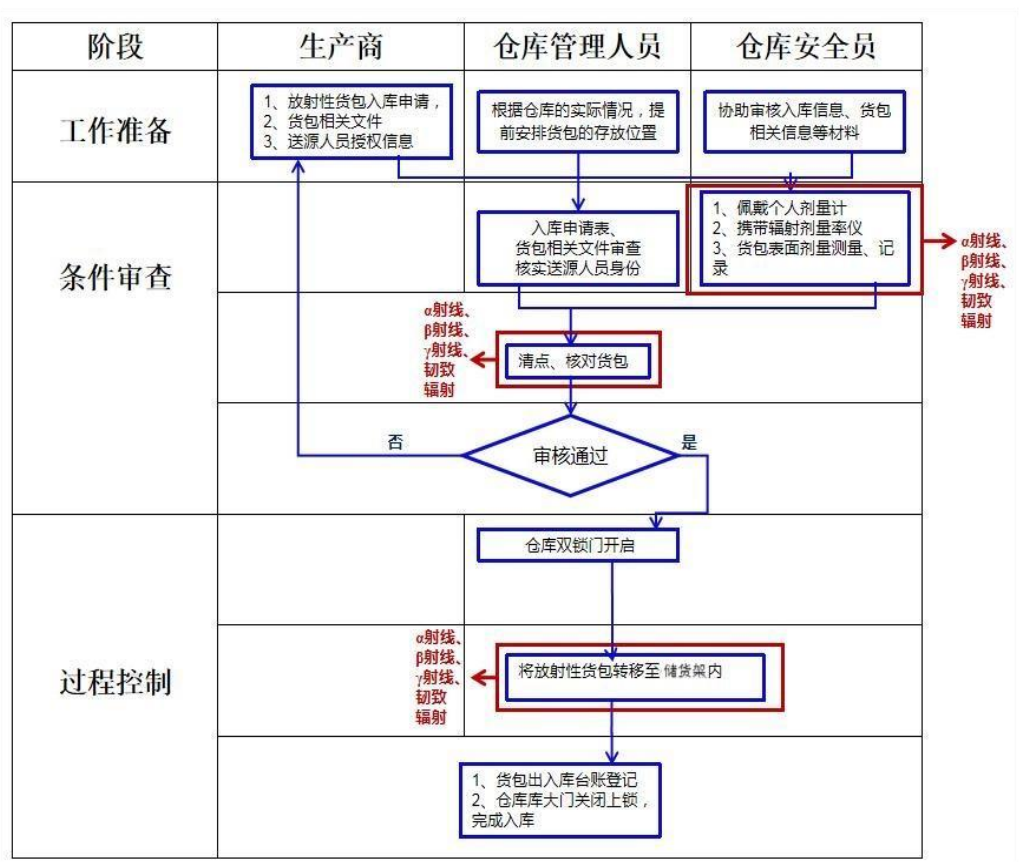 阶段
生产商
仓库管理人员
仓库安全员
工作准备
1、放射性货包入库申请，
2、货包相关文件
3、送源人员授权信息
根据仓库的实际情况，提
前安排货包的存放位置
协助审核入库信息、货包
相关信息等材料
条件审查
入库申请表、
货包相关文件审查
核实送源人员身份
1、佩戴个人剂量计
2、携带辐射剂量率仪
3、货包表面剂量测量、记
录
α射线、
β射线、
γ射线、
韧致
辐射
α射线、
β射线、
γ射线、
韧致
辐射
清点、核对货包
否
审核通过
是
过程控制
仓库双锁门开启
α射线、
β射线、
γ射线、
韧致
辐射
将放射性货包转移至储货架内
1、货包出入库台账登记
2、仓库库大门关闭上锁，
完成入库